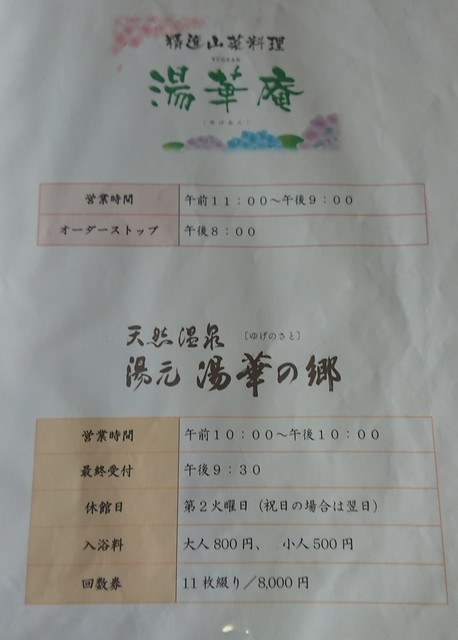 精進山菜料理
YUGEAN
湯華庵
〔ゆげあん〕
営業時間 午前11：00～午後9：00
オーダーストップ 午後8：00
天然温泉 〔ゆげのさと〕
湯元 湯華の郷
営業時間 午前10：00～午後10：00
最終受付 午後9：30
休館日 第2火曜日（祝日の場合は翌日）
入浴料 大人800円、 小人500円
回数券 11枚綴り／8,000円